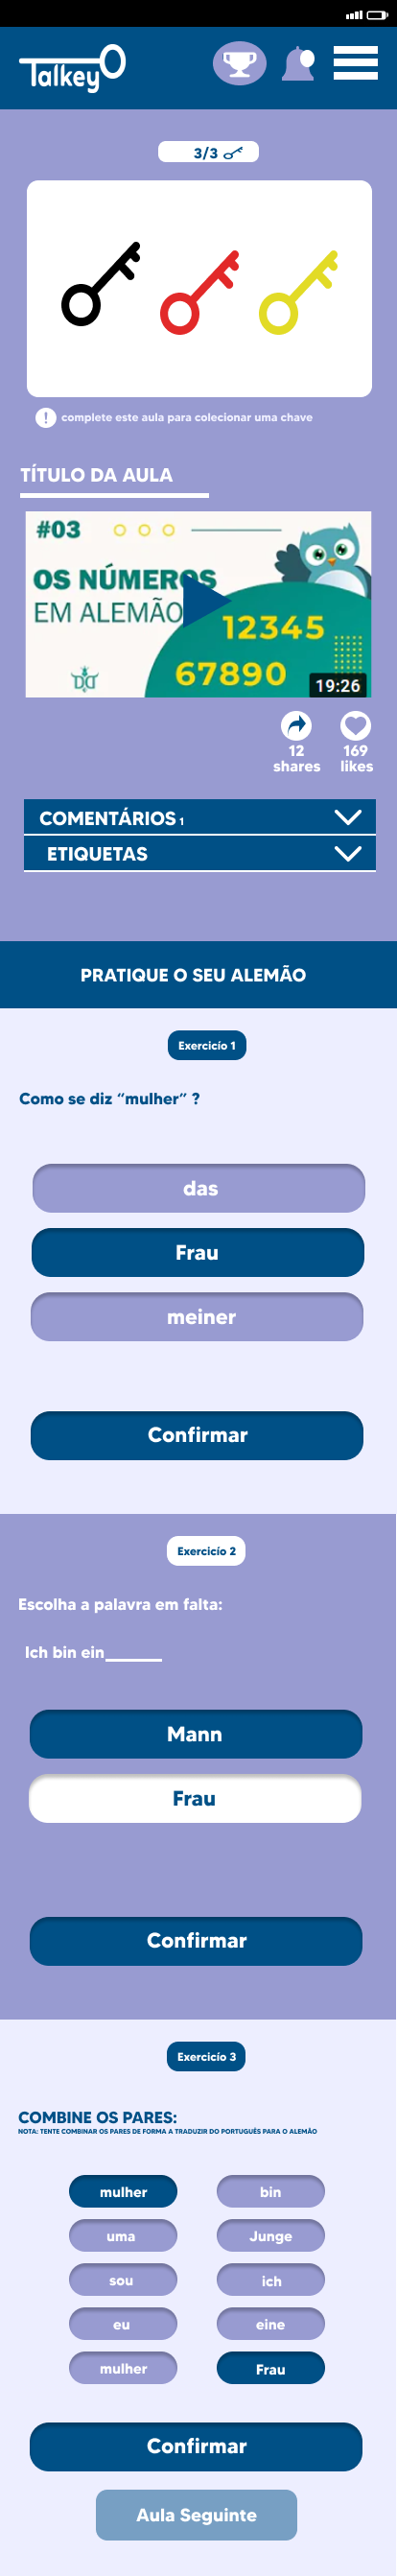 Talkey
3/3
! complete este aula para colecionar uma chave
TÍTULO DA AULA
#03
OS NÚMEROS
EM ALEMÃO
12345
67890
19:26
12 169
shares likes
COMENTÁRIOS 1
ETIQUETAS
PRATIQUE O SEU ALEMÃO
Exercicío 1
Como se diz “mulher” ?
das
Frau
meiner
Confirmar
Exercicío 2
Escolha a palavra em falta:
Ich bin ein______
Mann
Frau
Confirmar
Exercicío 3
COMBINE OS PARES:
NOTA: TENTE COMBINAR OS PARES DE FORMA A TRADUZIR DO PORTUGUÊS PARA O ALEMÃO
mulher bin
uma Junge
sou ich
eu eine
mulher Frau
Confirmar
Aula Seguinte